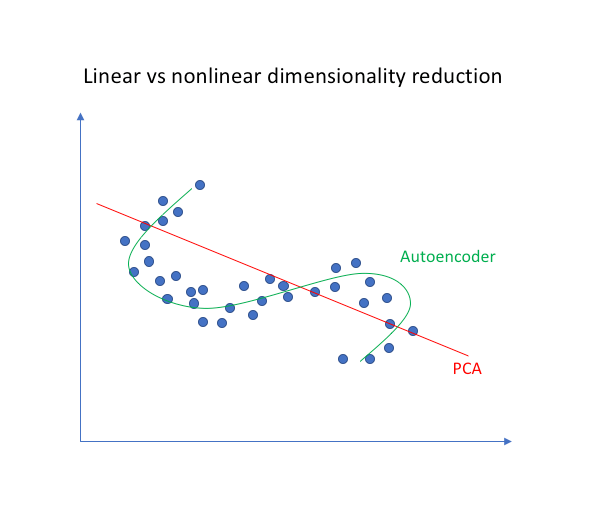 Linear vs nonlinear dimensionality reduction
Autoencoder
PCA